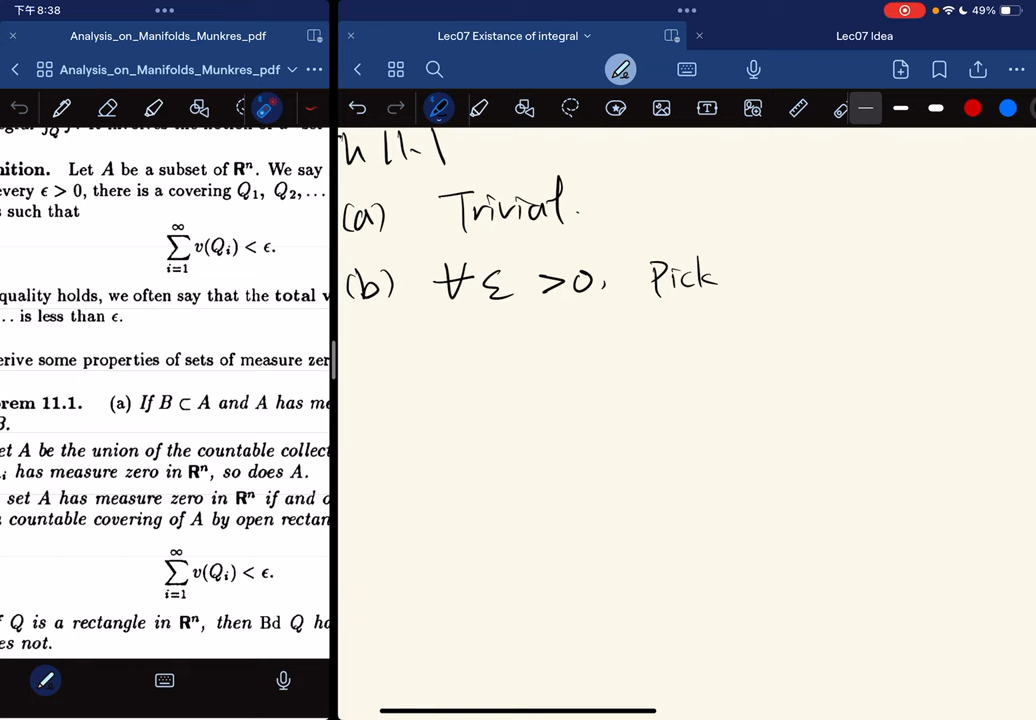 下午8:38
49%
Analysis_on_Manifolds_Munkres_pdf
Lec07 Existance of integral
Lec07 Idea
Analysis_on_Manifolds_Munkres_pdf
nition. Let A be a subset of Rⁿ. We say
every ϵ > 0, there is a covering Q₁, Q₂, ...
s such that
∞
∑ v(Qᵢ) < ϵ.
i=1
equality holds, we often say that the total v
.. is less than ϵ.
erive some properties of sets of measure zer
orem 11.1. (a) If B ⊂ A and A has me
B.
et A be the union of the countable collect
ᵢ has measure zero in Rⁿ, so does A.
set A has measure zero in Rⁿ if and o
a countable covering of A by open rectan
∞
∑ v(Qᵢ) < ϵ.
i=1
f Q is a rectangle in Rⁿ, then Bd Q ha
oes not.
11.1
(a) Trivial.
(b) ∀ε >0, Pick